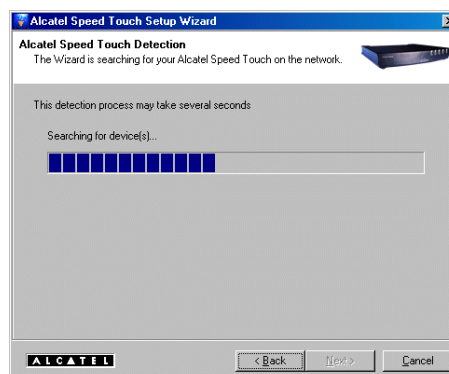 Alcatel Speed Touch Setup Wizard
Alcatel Speed Touch Detection
The Wizard is searching for your Alcatel Speed Touch on the network.
This detection process may take several seconds
Searching for device(s)...
ALCATEL
< Back
Next >
Cancel